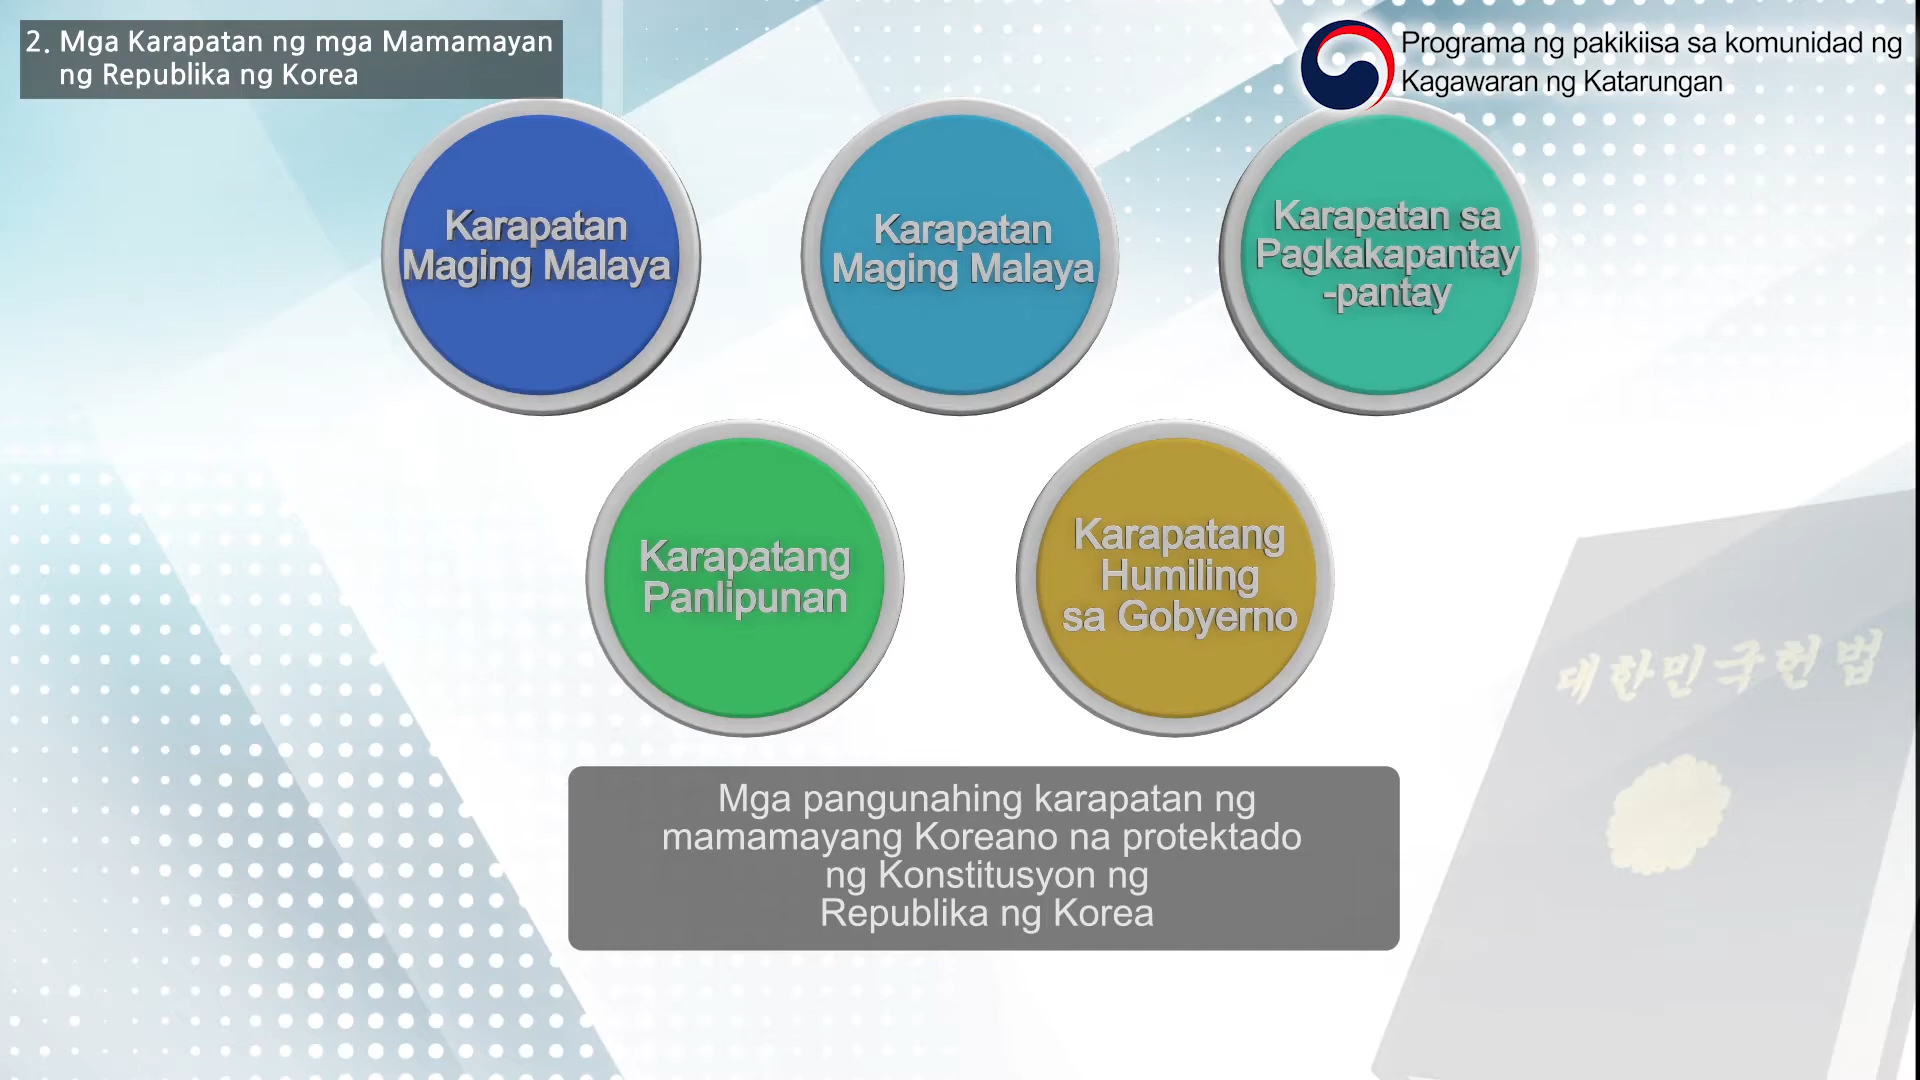 2. Mga Karapatan ng mga Mamamayan
ng Republika ng Korea
Programa ng pakikiisa sa komunidad ng
Kagawaran ng Katarungan
Karapatan
Maging Malaya
Karapatan
Maging Malaya
Karapatan sa
Pagkakapantay
-pantay
Karapatang
Panlipunan
Karapatang
Humiling
sa Gobyerno
대한민국헌법
Mga pangunahing karapatan ng
mamamayang Koreano na protektado
ng Konstitusyon ng
Republika ng Korea